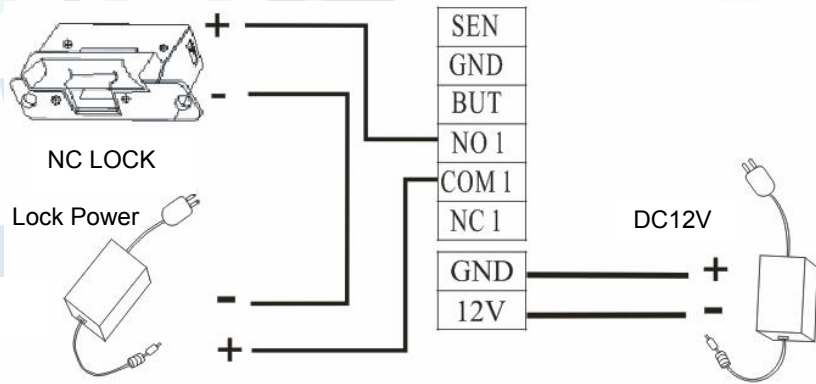 +
-
NC LOCK
Lock Power
-
+
SEN
GND
BUT
NO 1
COM 1
NC 1
GND
12V
DC12V
+
-